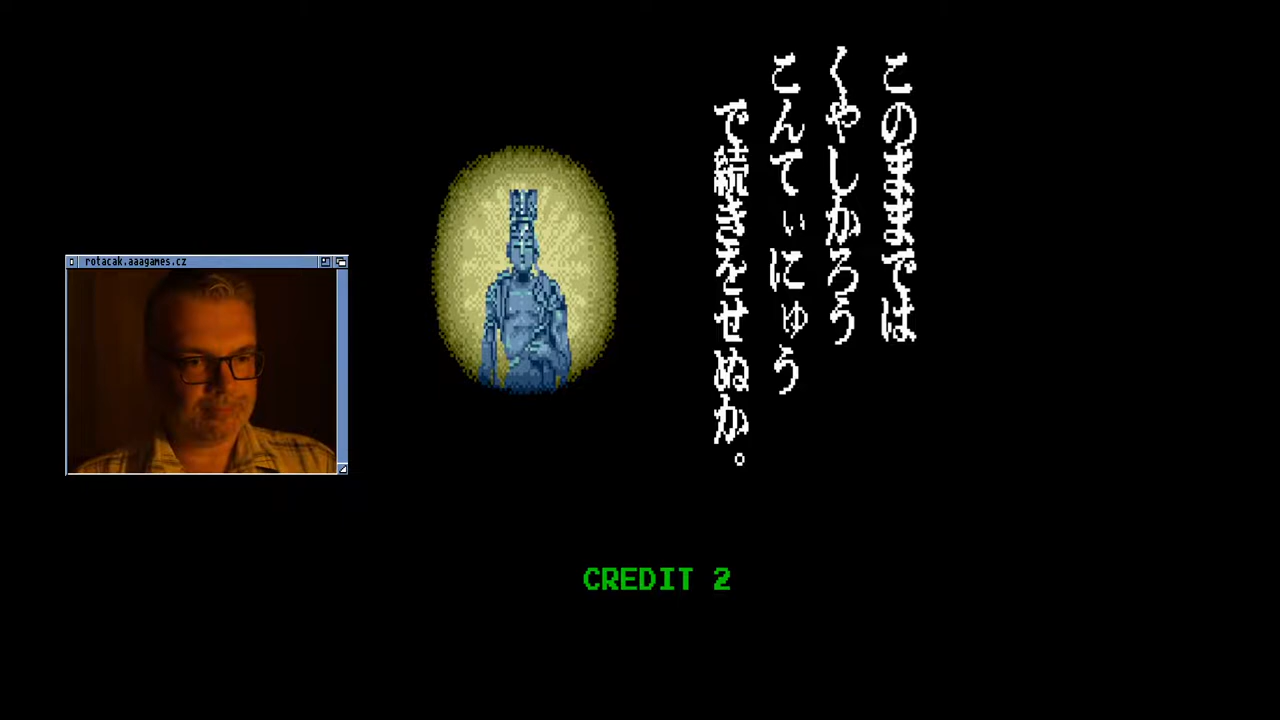 rotacak.aaagames.cz
このままでは
くやしかろう
こんてぃにゅう
で続きをせぬか。
CREDIT 2